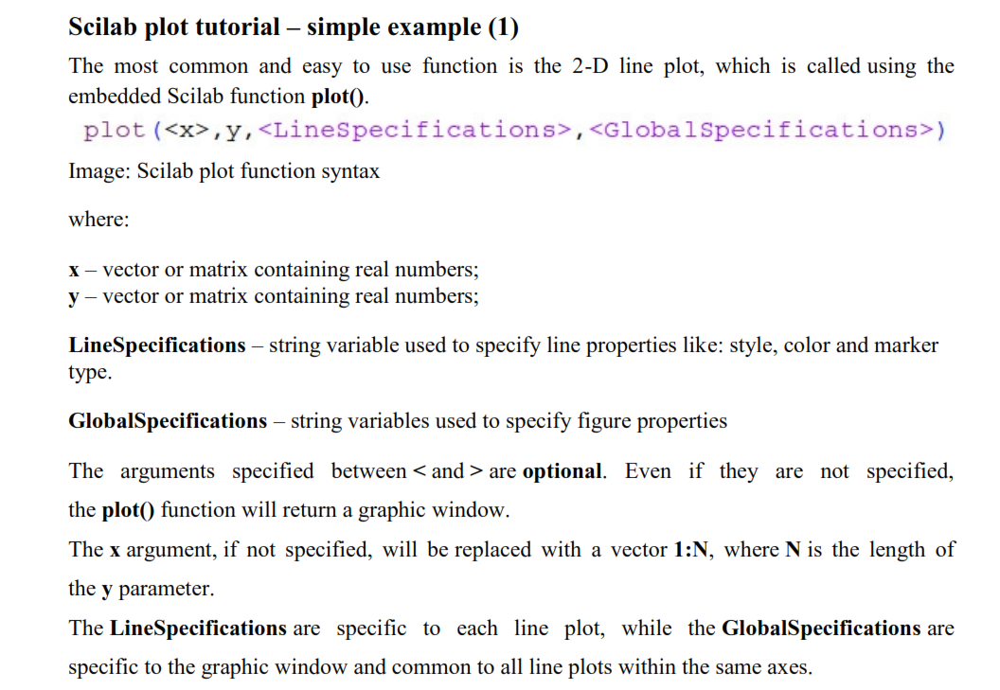 Scilab plot tutorial – simple example (1)
The most common and easy to use function is the 2-D line plot, which is called using the
embedded Scilab function plot().
plot(<x>,y,<LineSpecifications>,<GlobalSpecifications>)
Image: Scilab plot function syntax
where:
x – vector or matrix containing real numbers;
y – vector or matrix containing real numbers;
LineSpecifications – string variable used to specify line properties like: style, color and marker
type.
GlobalSpecifications – string variables used to specify figure properties
The arguments specified between < and > are optional. Even if they are not specified,
the plot() function will return a graphic window.
The x argument, if not specified, will be replaced with a vector 1:N, where N is the length of
the y parameter.
The LineSpecifications are specific to each line plot, while the GlobalSpecifications are
specific to the graphic window and common to all line plots within the same axes.